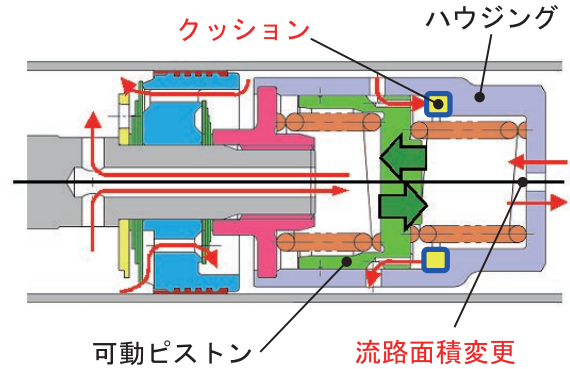 クッション
ハウジング
可動ピストン
流路面積変更